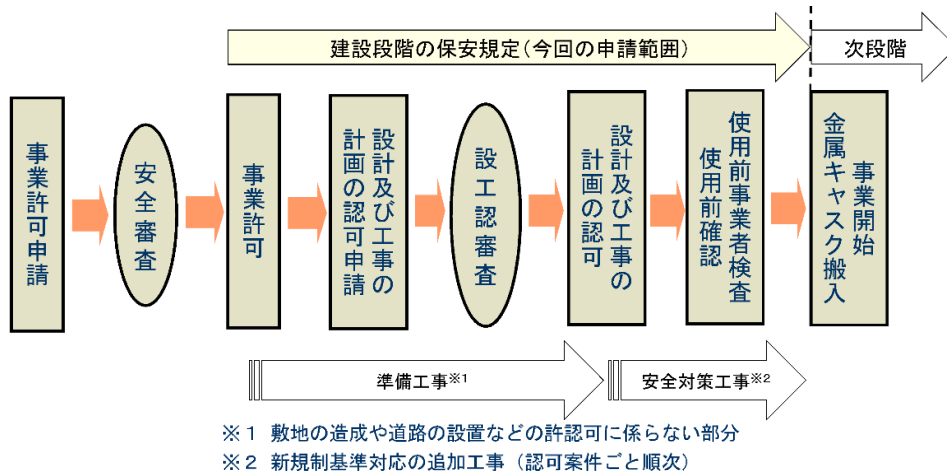 建設段階の保安規定(今回の申請範囲)
次段階
事業許可申請
安全審査
事業許可
設計及び工事の
計画の認可申請
設工認審査
設計及び工事の
計画の認可
使用前事業者検査
使用前確認
事業開始
金属キャスク搬入
準備工事※1
安全対策工事※2
※1 敷地の造成や道路の設置などの許認可に係らない部分
※2 新規制基準対応の追加工事(認可案件ごと順次)